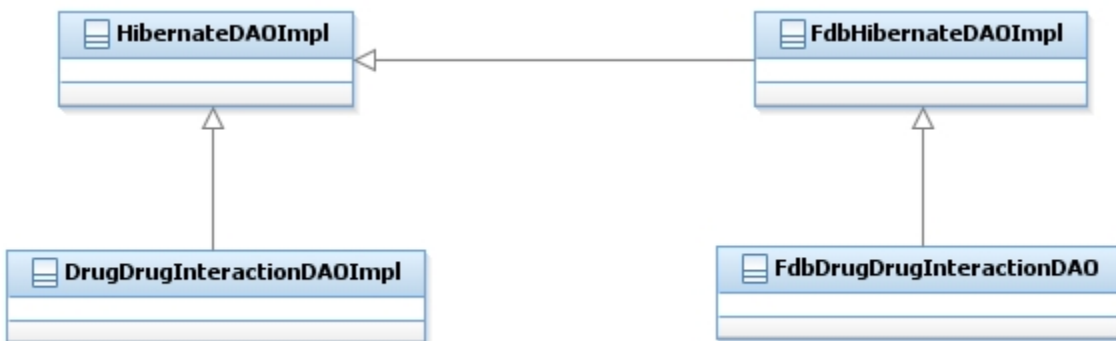 HibernateDAOImpl
FdbHibernateDAOImpl
DrugDrugInteractionDAOImpl
FdbDrugDrugInteractionDAO